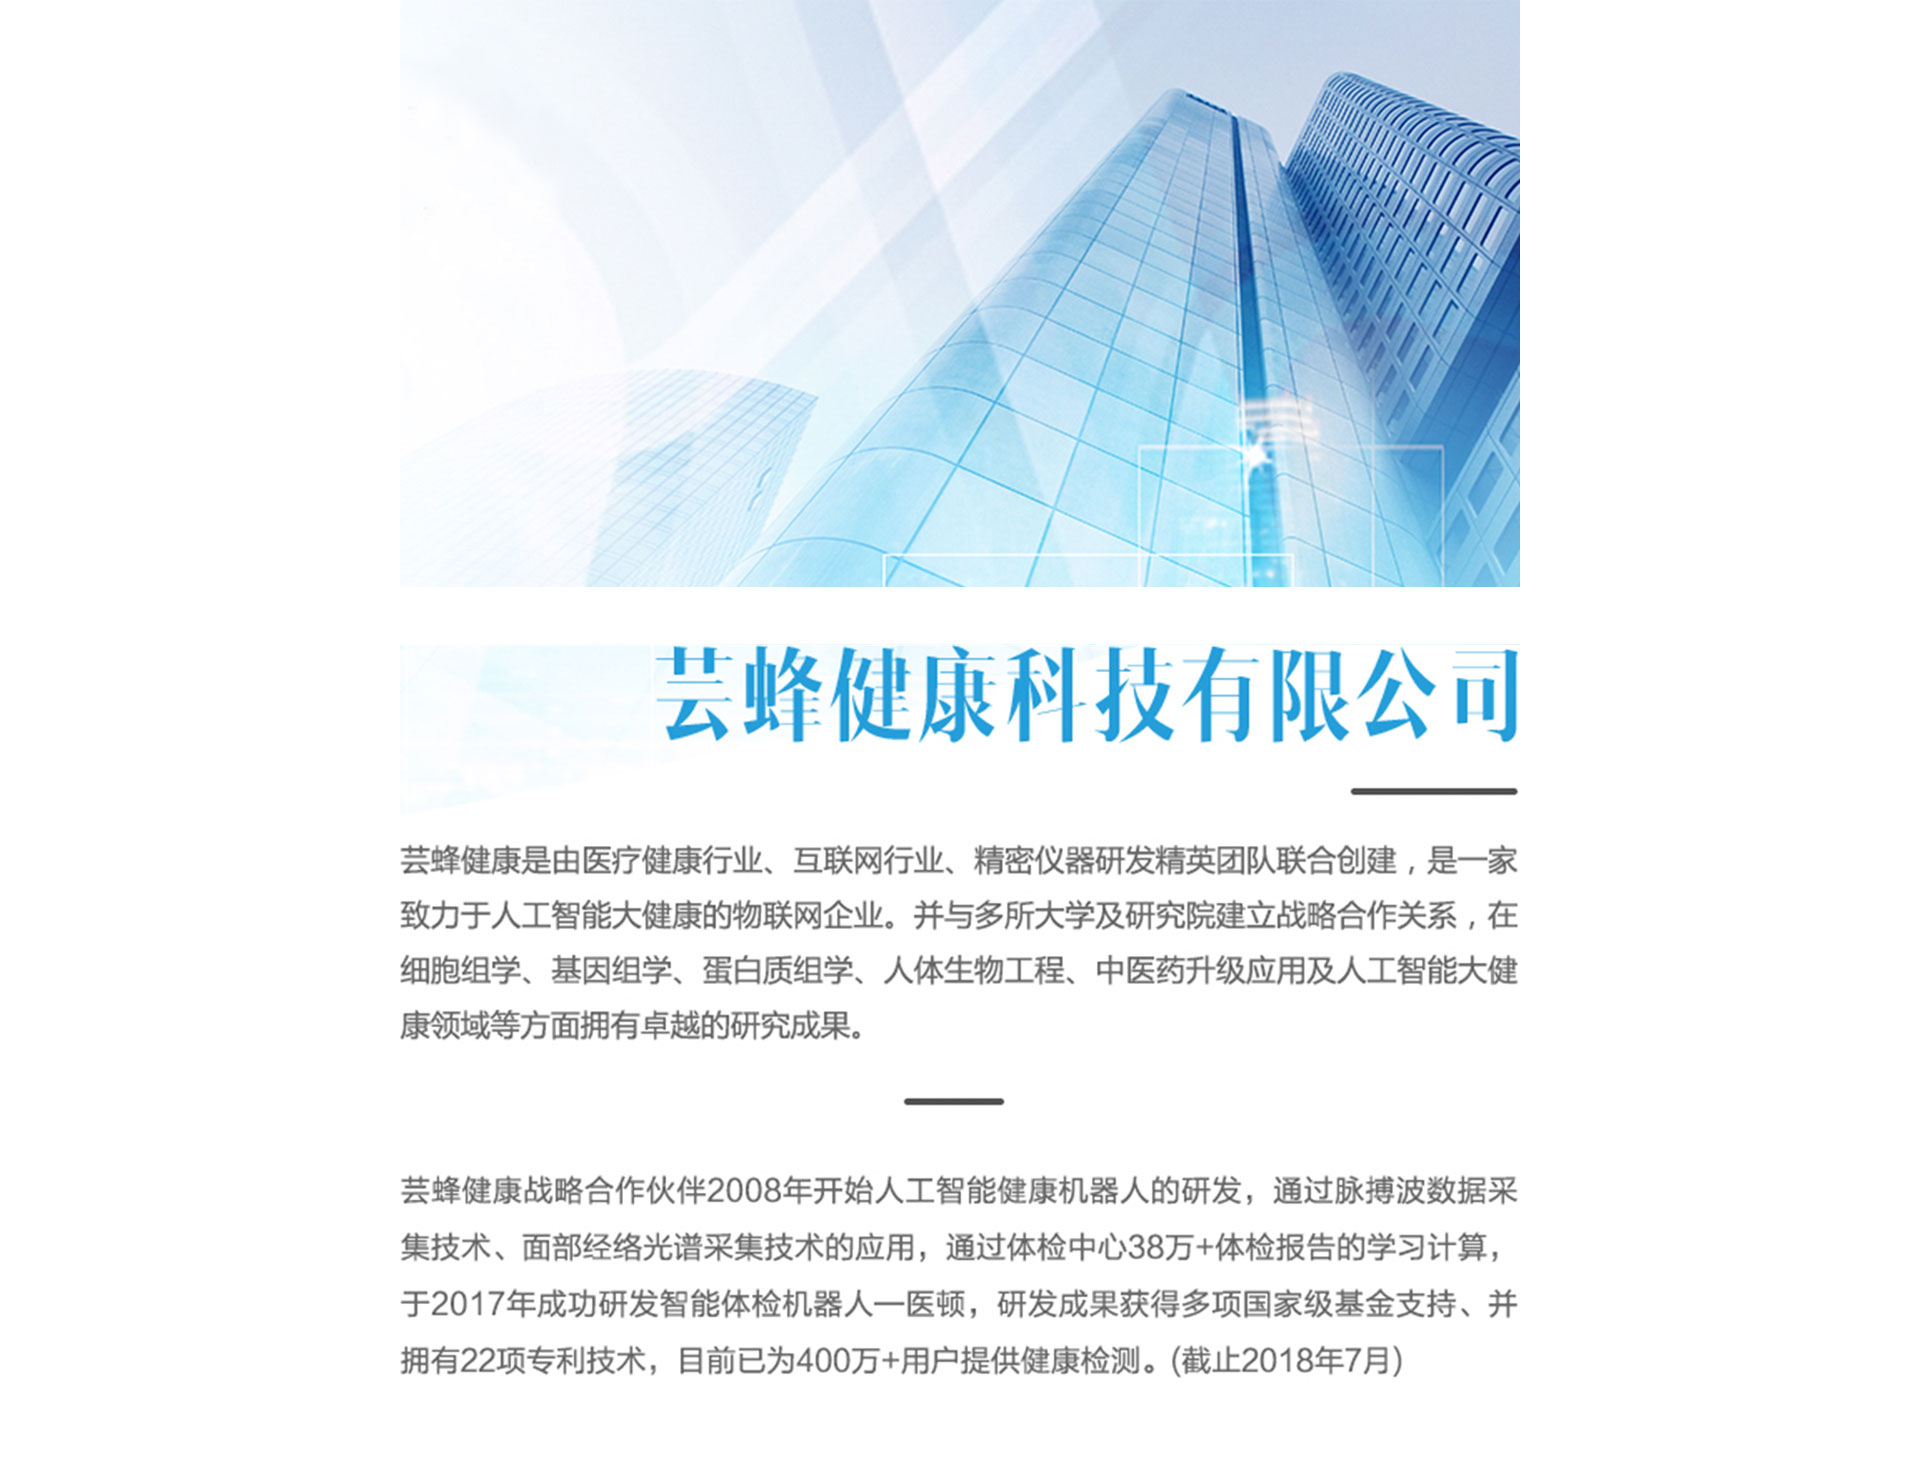 芸蜂健康科技有限公司
芸蜂健康是由医疗健康行业、互联网行业、精密仪器研发精英团队联合创建，是一家
致力于人工智能大健康的物联网企业。并与多所大学及研究院建立战略合作关系，在
细胞组学、基因组学、蛋白质组学、人体生物工程、中医药升级应用及人工智能大健
康领域等方面拥有卓越的研究成果。
芸蜂健康战略合作伙伴2008年开始人工智能健康机器人的研发，通过脉搏波数据采
集技术、面部经络光谱采集技术的应用，通过体检中心38万+体检报告的学习计算，
于2017年成功研发智能体检机器人—医顿，研发成果获得多项国家级基金支持、并
拥有22项专利技术，目前已为400万+用户提供健康检测。(截止2018年7月)